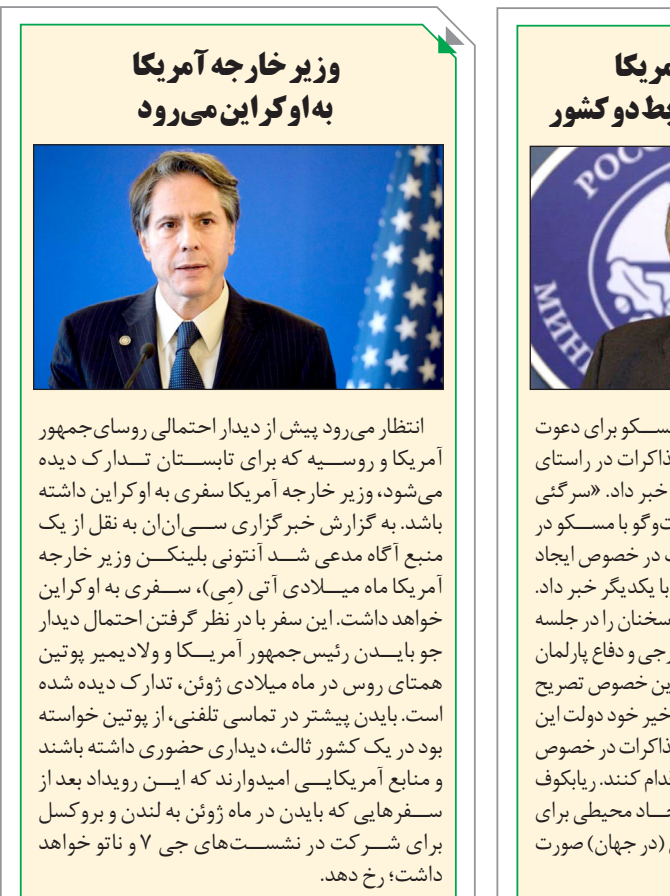 وزیر خارجه آمریکا
به اوکراین می‌رود
انتظار می‌رود پیش از دیدار احتمالی روسای‌جمهور
آمریکا و روسیه که برای تابستان تدارک دیده
می‌شود، وزیر خارجه آمریکا سفری به اوکراین داشته
باشد. به گزارش خبرگزاری سی‌ان‌ان به نقل از یک
منبع آگاه مدعی شد آنتونی بلینکن وزیر خارجه
آمریکا ماه میلادی آتی (مِی)، سفری به اوکراین
خواهد داشت. این سفر با در نظر گرفتن احتمال دیدار
جو بایدن رئیس‌جمهور آمریکا و ولادیمیر پوتین
همتای روس در ماه میلادی ژوئن، تدارک دیده شده
است. بایدن پیشتر در تماسی تلفنی، از پوتین خواسته
بود در یک کشور ثالث، دیداری حضوری داشته باشند
و منابع آمریکایی امیدوارند که این رویداد بعد از
سفرهایی که بایدن در ماه ژوئن به لندن و بروکسل
برای شرکت در نشست‌های جی ۷ و ناتو خواهد
داشت؛ رخ دهد.
دو کشور
برای دعوت
ذاکرات در راستای
خبر داد. «سرگئی
وگو با مسکو در
در خصوص ایجاد
با یکدیگر خبر داد.
سخنان را در جلسه
و دفاع پارلمان
خصوص تصریح
خیر خود دولت این
ذاکرات در خصوص
کنند. ریابکوف
محیطی برای
(در جهان) صورت